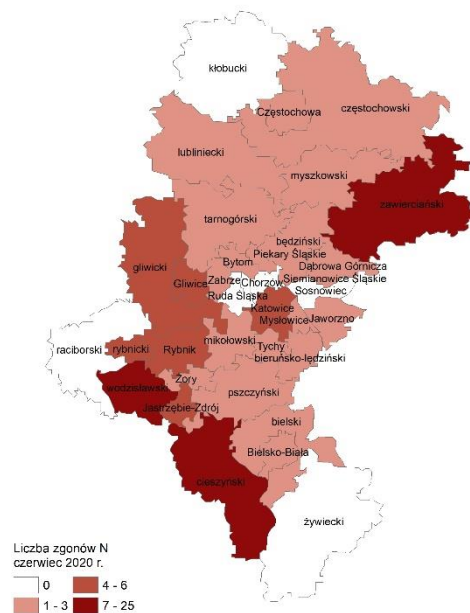 kłobucki
Częstochowa
częstochowski
lubliniecki
myszkowski
zawierciański
tarnogórski
będziński
Piekary Śląskie
Bytom
Dąbrowa Górnicza
gliwicki
Siemianowice Śląskie
Gliwice
Zabrze
Chorzów
Sosnowiec
Ruda Śląska
Katowice
Mysłowice
Jaworzno
mikołowski
raciborski
rybnicki
Rybnik
Tychy
bieruńsko-lędziński
Żory
wodzisławski
pszczyński
Jastrzębie-Zdrój
bielski
Bielsko-Biała
cieszyński
żywiecki
Liczba zgonów N
czerwiec 2020 r.
0 4 - 6
1 - 3 7 - 25